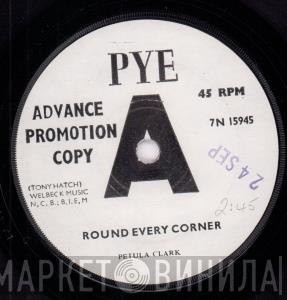 PYE
ADVANCE
PROMOTION
COPY
45 RPM
7N 15945
A
24 SEP
(TONY HATCH)
WELBECK MUSIC
N.C.B.; B.I.E.M
2:45
ROUND EVERY CORNER
PETULA CLARK
МАРКЕТ ВИНИЛА